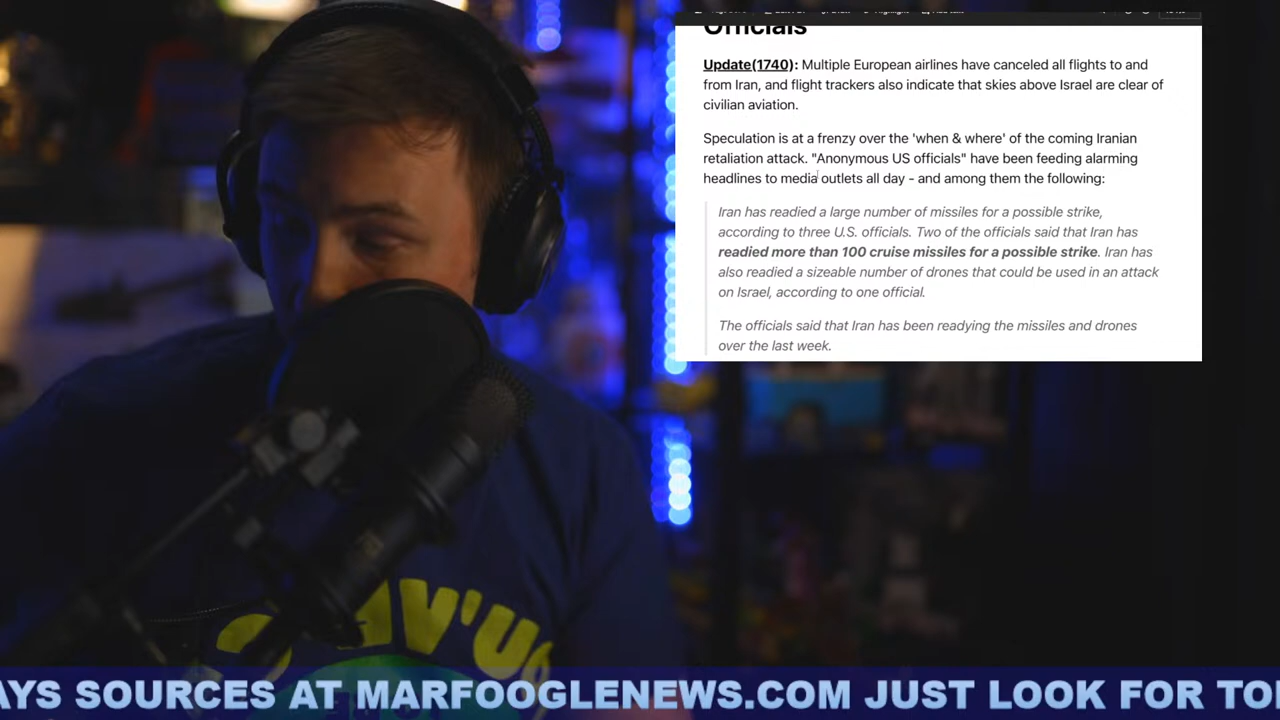 Officials
Update(1740): Multiple European airlines have canceled all flights to and
from Iran, and flight trackers also indicate that skies above Israel are clear of
civilian aviation.
Speculation is at a frenzy over the 'when & where' of the coming Iranian
retaliation attack. "Anonymous US officials" have been feeding alarming
headlines to media outlets all day - and among them the following:
Iran has readied a large number of missiles for a possible strike,
according to three U.S. officials. Two of the officials said that Iran has
readied more than 100 cruise missiles for a possible strike. Iran has
also readied a sizeable number of drones that could be used in an attack
on Israel, according to one official.
The officials said that Iran has been readying the missiles and drones
over the last week.
AYS SOURCES AT MARFOOGLENEWS.COM JUST LOOK FOR TO